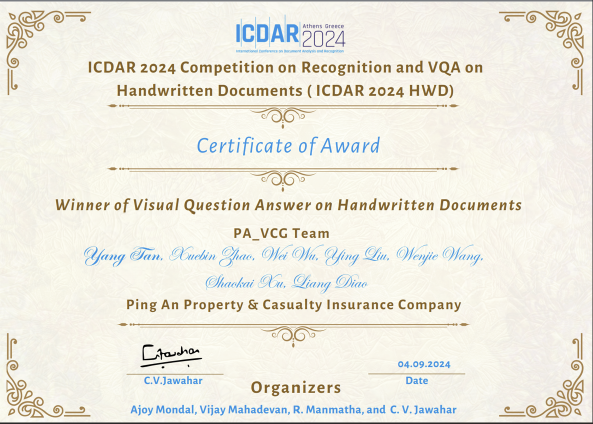 ICDAR Athens Greece 2024
International Conference on Document Analysis and Recognition
ICDAR 2024 Competition on Recognition and VQA on
Handwritten Documents ( ICDAR 2024 HWD)
Certificate of Award
Winner of Visual Question Answer on Handwritten Documents
PA_VCG Team
Yang Tan, Xuebin Zhao, Wei Wu, Ying Liu, Wenjie Wang,
Shaokai Xu, Liang Diao
Ping An Property & Casualty Insurance Company
C.V.Jawahar
04.09.2024
Date
Organizers
Ajoy Mondal, Vijay Mahadevan, R. Manmatha, and C. V. Jawahar